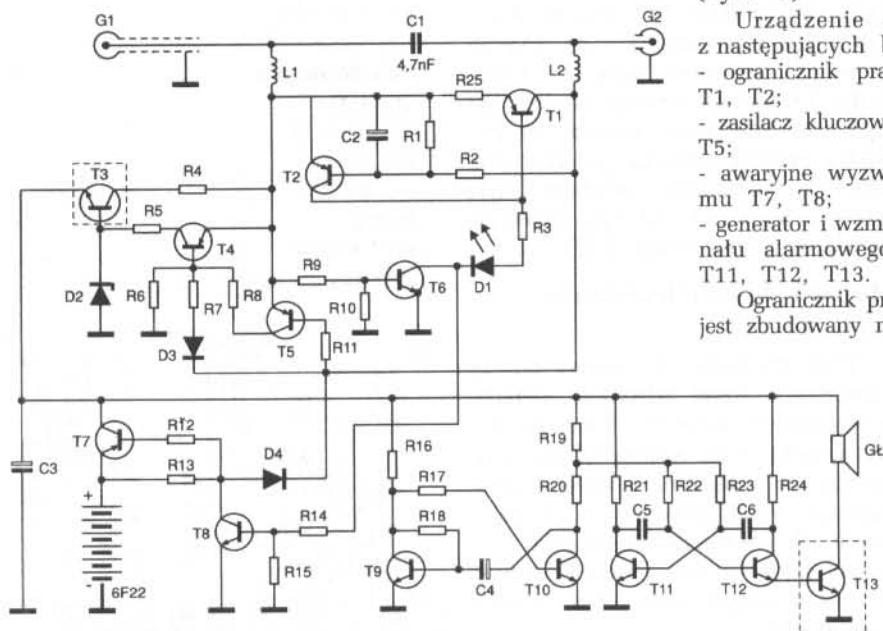 G1
C1
4,7nF
G2
L1
L2
R25
T1
C2
R1
R2
T2
R3
T3
R4
R5
T4
D2
R6
R7
R8
D3
T5
R9
R10
T6
D1
R11
T7
R12
R13
D4
C3
+
-
6F22
T8
R14
R15
R16
R17
R18
T9
C4
R19
R20
T10
R21
R22
R23
R24
C5
C6
T11
T12
T13
Urządzenie
z następujących
- ogranicznik
T1, T2;
- zasilacz
T5;
- awaryjne
mu T7, T8;
- generator i
nału alarmowego
T11, T12, T13.
Ogranicznik
jest zbudowany